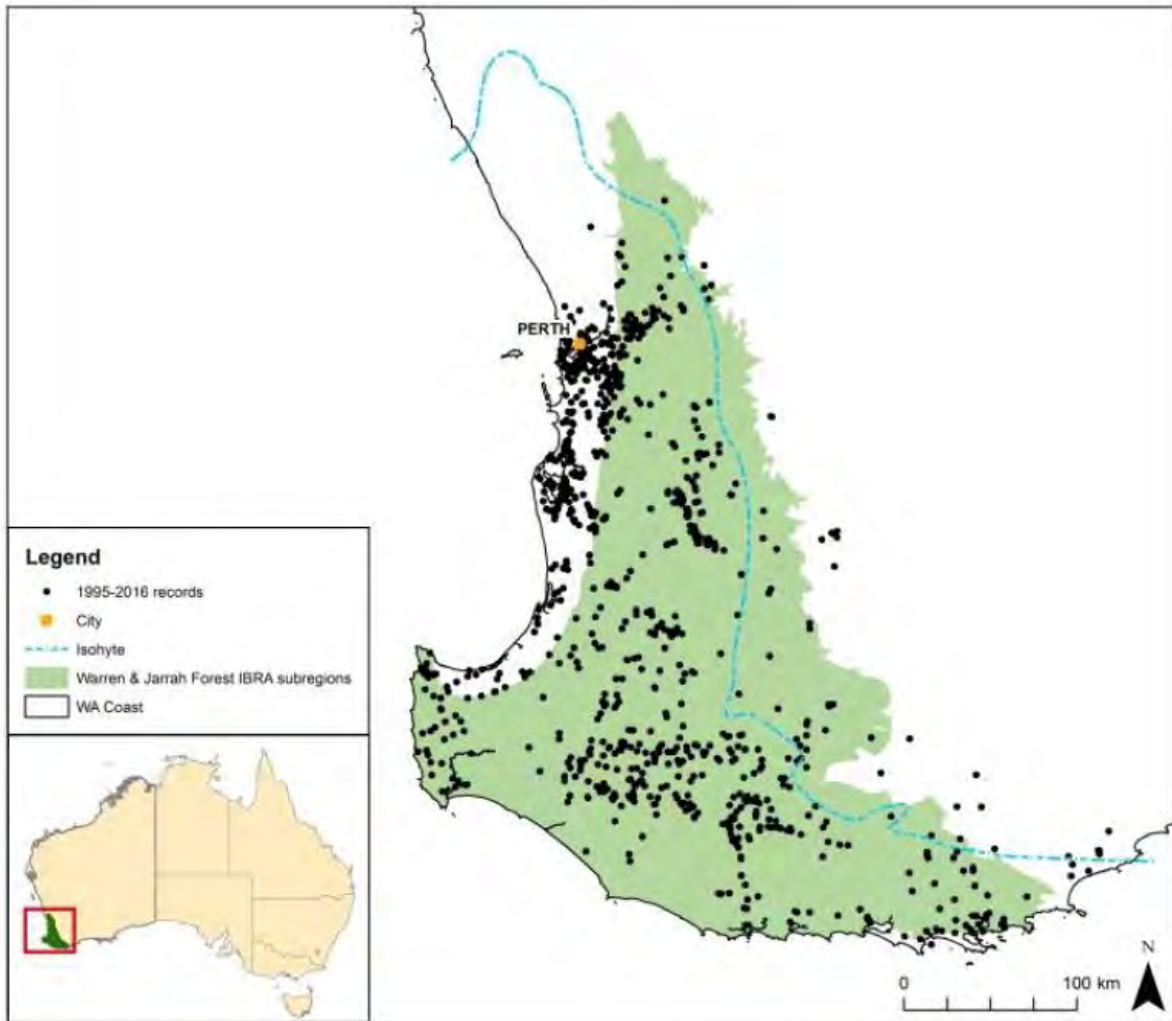 PERTH
Legend
1995-2016 records
City
Isohyte
Warren & Jarrah Forest IBRA subregions
WA Coast
N
0 100 km